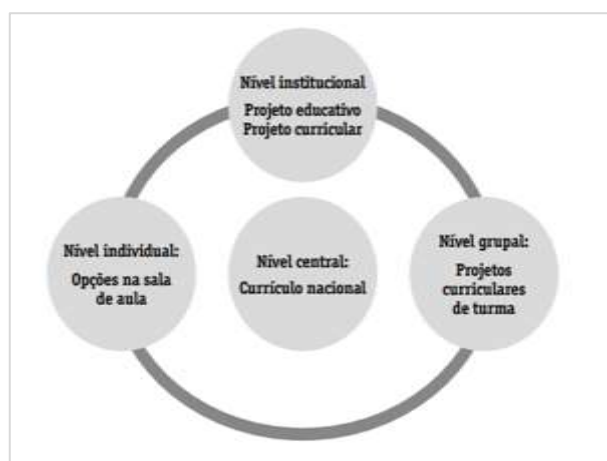 Nível institucional
Projeto educativo
Projeto curricular
Nível individual:
Opções na sala
de aula
Nível central:
Currículo nacional
Nível grupal:
Projetos
curriculares
de turma